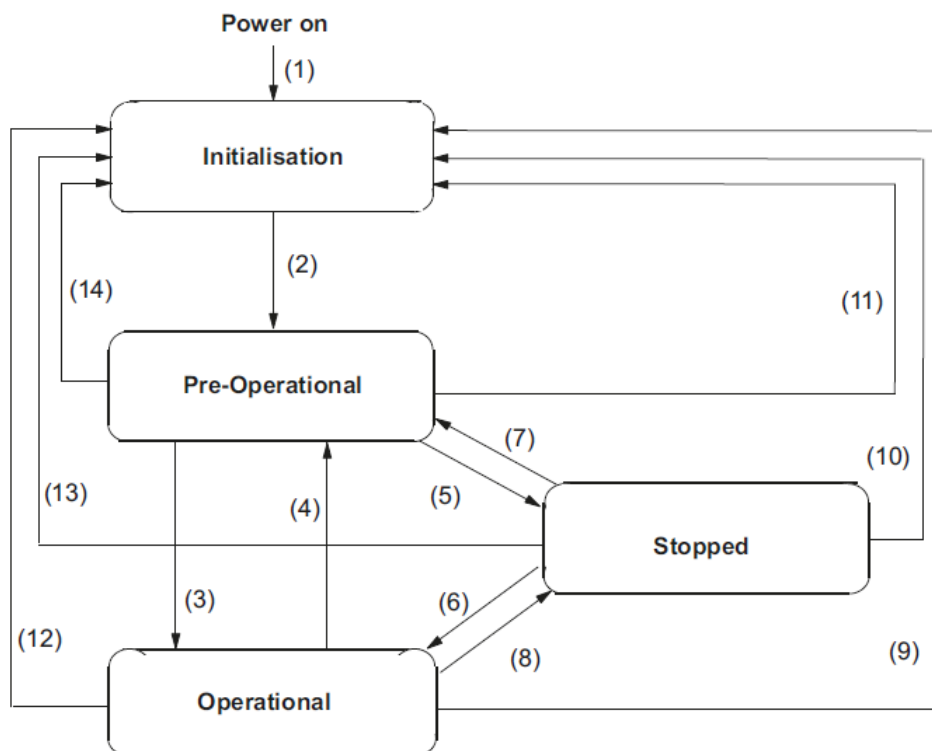 Power on
(1)
Initialisation
(2)
(14)
(11)
Pre-Operational
(7)
(10)
(5)
(13)
(4)
Stopped
(3)
(6)
(12)
(8)
(9)
Operational